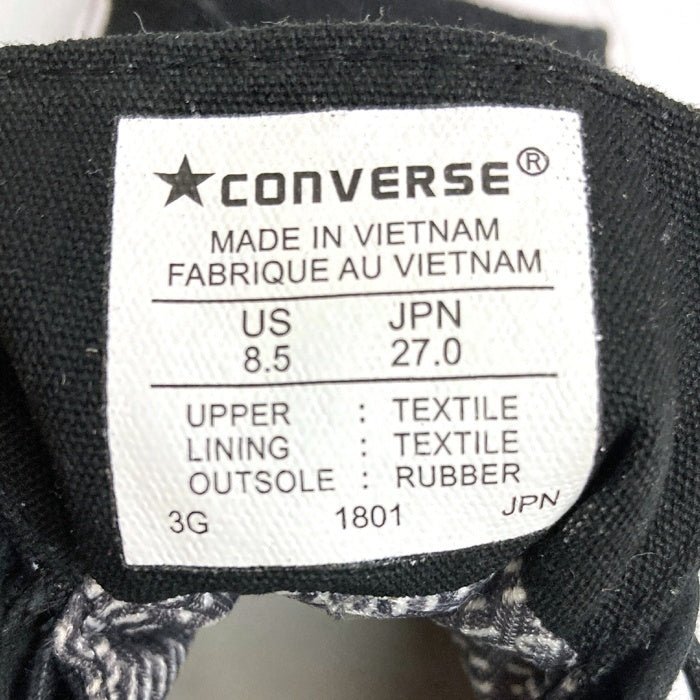 ★CONVERSE®
MADE IN VIETNAM
FABRIQUE AU VIETNAM
US JPN
8.5 27.0
UPPER : TEXTILE
LINING : TEXTILE
OUTSOLE : RUBBER
3G 1801 JPN